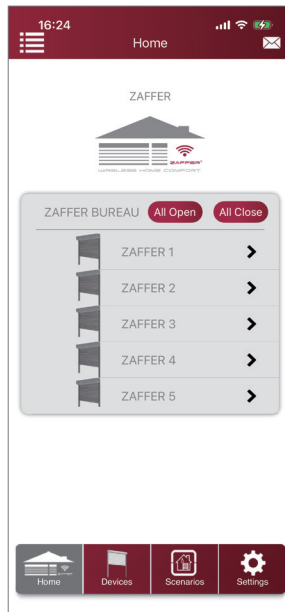 16:24
Home
ZAFFER
ZAFFER®
WIRELESS HOME COMFORT
ZAFFER BUREAU All Open All Close
ZAFFER 1
ZAFFER 2
ZAFFER 3
ZAFFER 4
ZAFFER 5
Home Devices Scenarios Settings